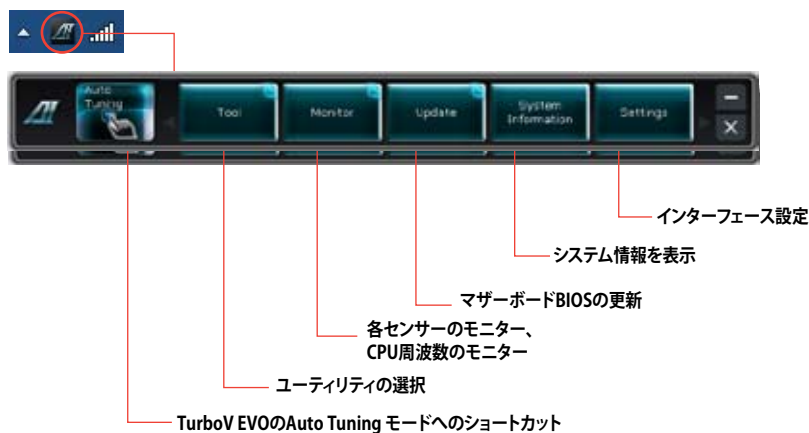 Auto
Tuning
Tool
Monitor
Update
System
Information
Settings
インターフェース設定
システム情報を表示
マザーボードBIOSの更新
各センサーのモニター、
CPU周波数のモニター
ユーティリティの選択
TurboV EVOのAuto Tuning モードへのショートカット